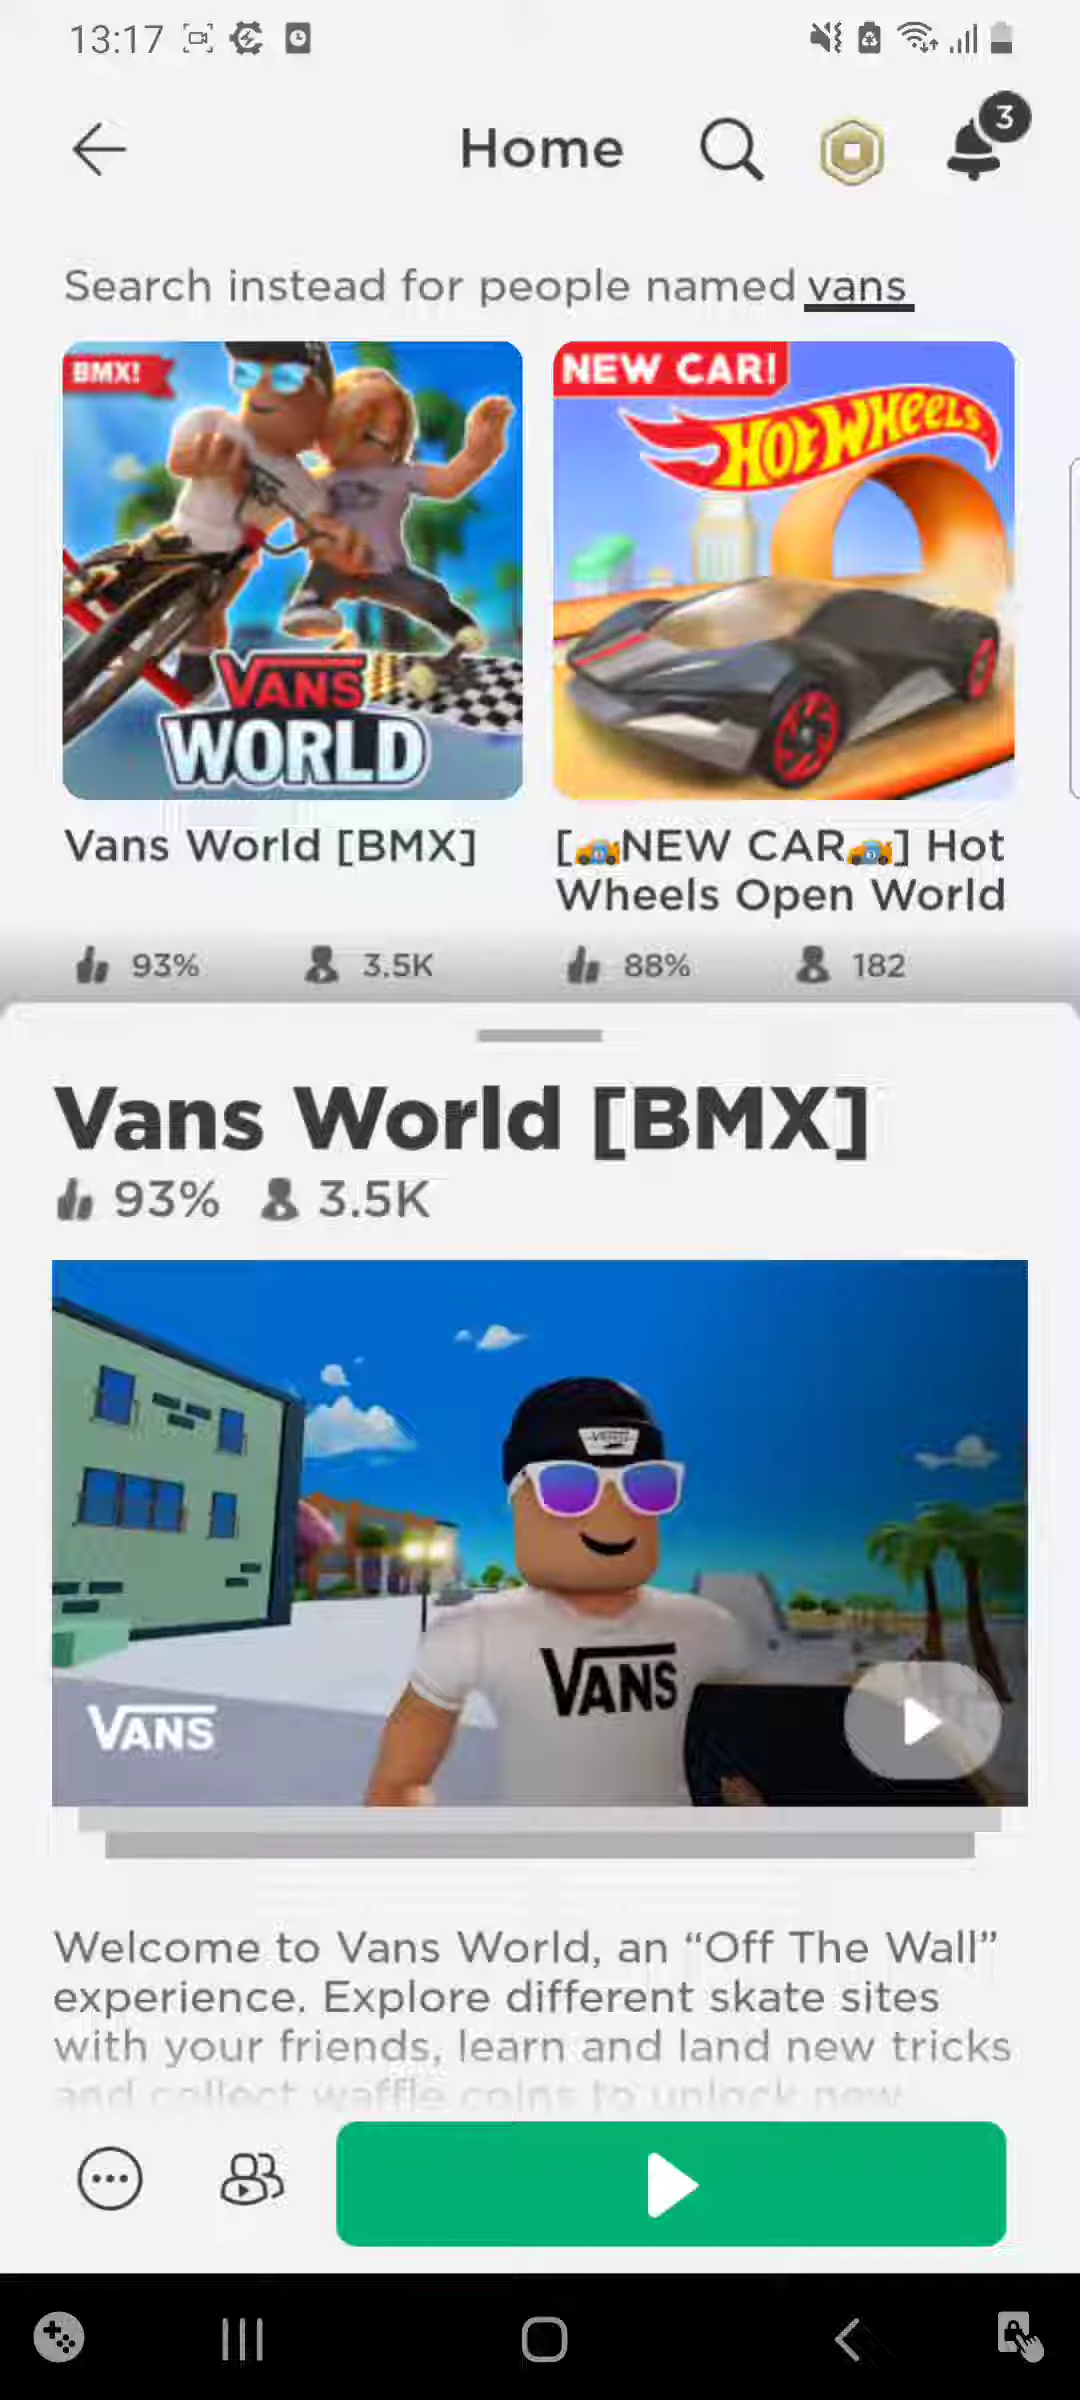 13:17
Home
3
Search instead for people named vans
BMX!
VANS
WORLD
NEW CAR!
HOT WHEELS
Vans World [BMX]
[🏎️NEW CAR🏎️] Hot
Wheels Open World
93% 3.5K
88% 182
Vans World [BMX]
93% 3.5K
VANS
VANS
VANS
Welcome to Vans World, an “Off The Wall”
experience. Explore different skate sites
with your friends, learn and land new tricks
and collect waffle coins to unlock new